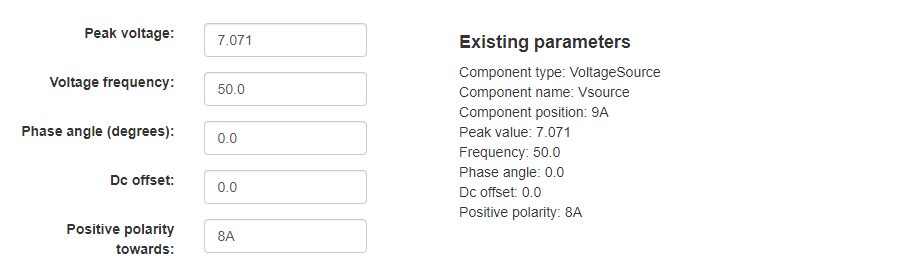 Peak voltage:
7.071
Voltage frequency:
50.0
Phase angle (degrees):
0.0
Dc offset:
0.0
Positive polarity
towards:
8A
Existing parameters
Component type: VoltageSource
Component name: Vsource
Component position: 9A
Peak value: 7.071
Frequency: 50.0
Phase angle: 0.0
Dc offset: 0.0
Positive polarity: 8A